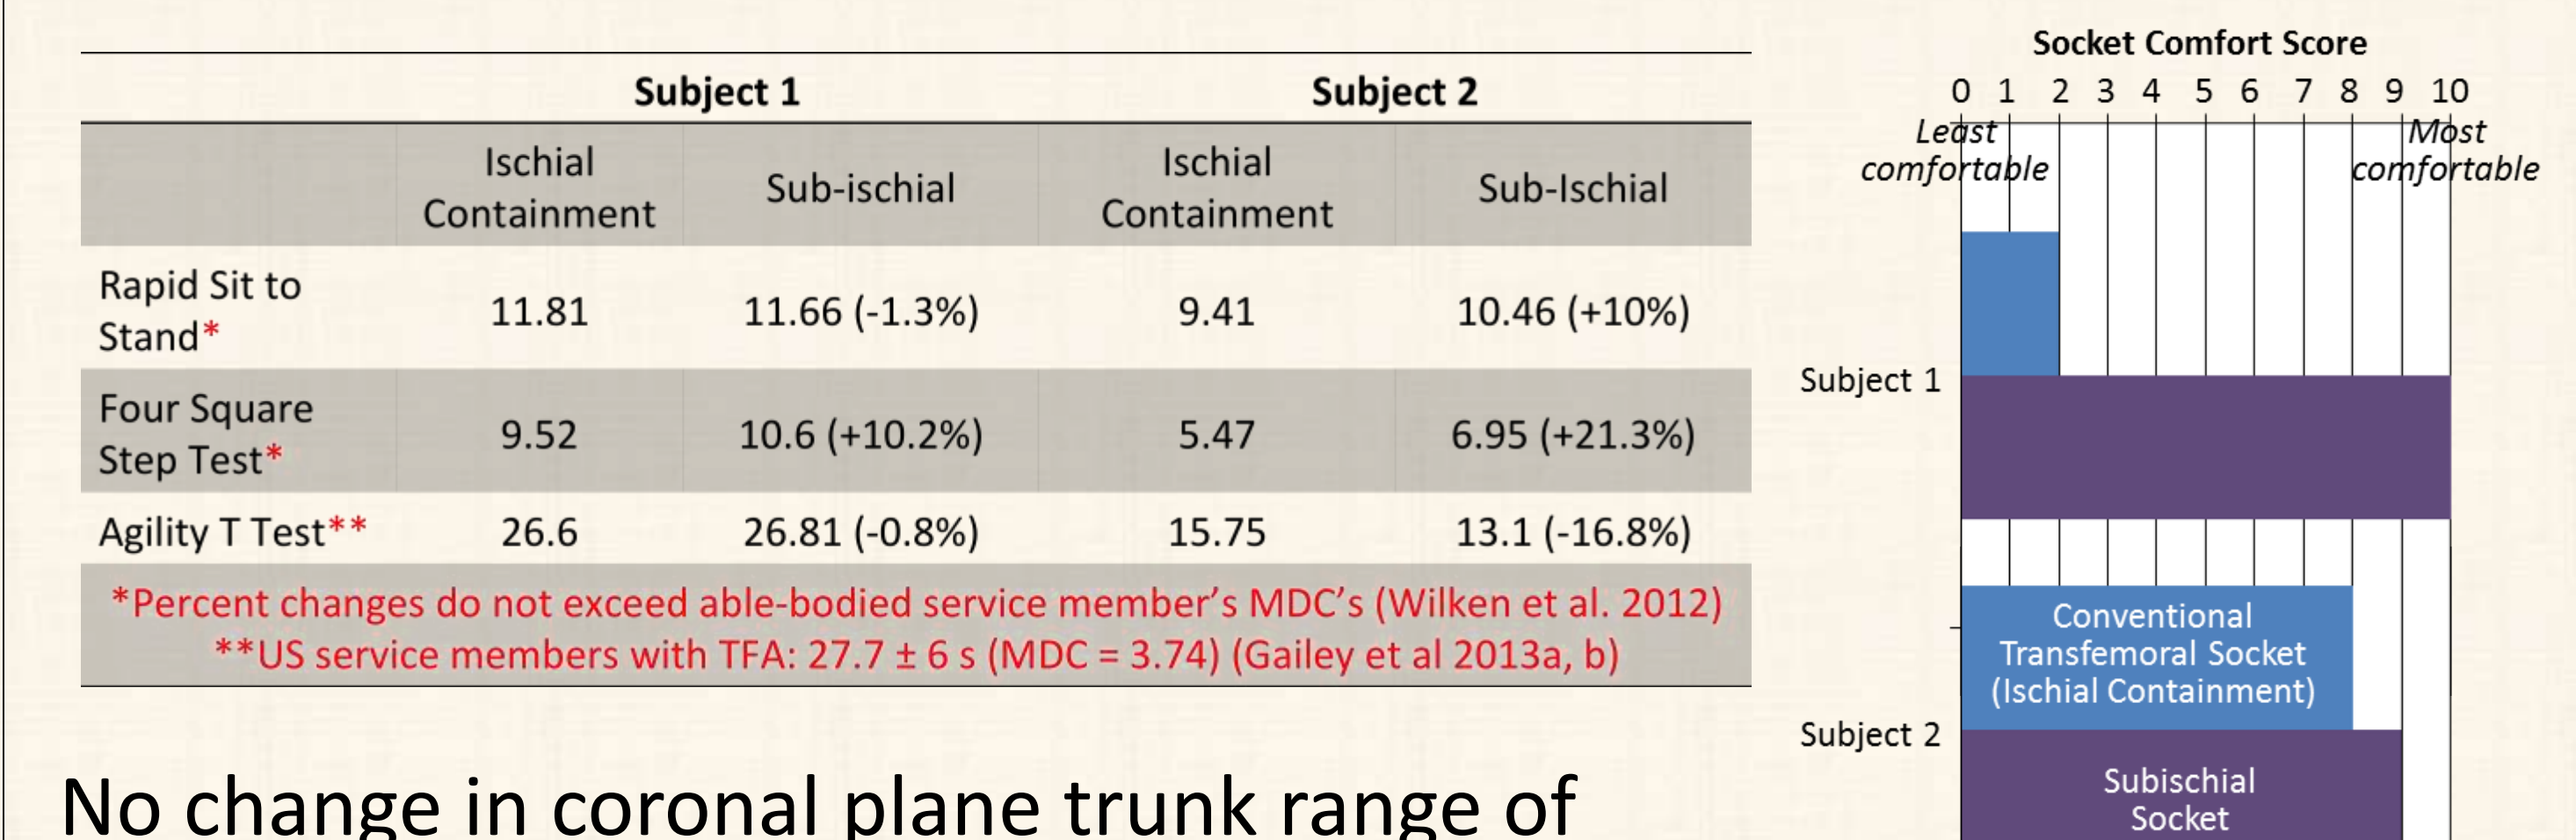 Subject 1 Subject 2
Ischial Containment Sub-ischial Ischial Containment Sub-Ischial
Rapid Sit to Stand* 11.81 11.66 (-1.3%) 9.41 10.46 (+10%)
Four Square Step Test* 9.52 10.6 (+10.2%) 5.47 6.95 (+21.3%)
Agility T Test** 26.6 26.81 (-0.8%) 15.75 13.1 (-16.8%)
*Percent changes do not exceed able-bodied service member’s MDC’s (Wilken et al. 2012)
**US service members with TFA: 27.7 ± 6 s (MDC = 3.74) (Gailey et al 2013a, b)
No change in coronal plane trunk range of
Socket Comfort Score
0 1 2 3 4 5 6 7 8 9 10
Least comfortable
Most comfortable
Subject 1
Conventional
Transfemoral Socket
(Ischial Containment)
Subject 2
Subischial
Socket